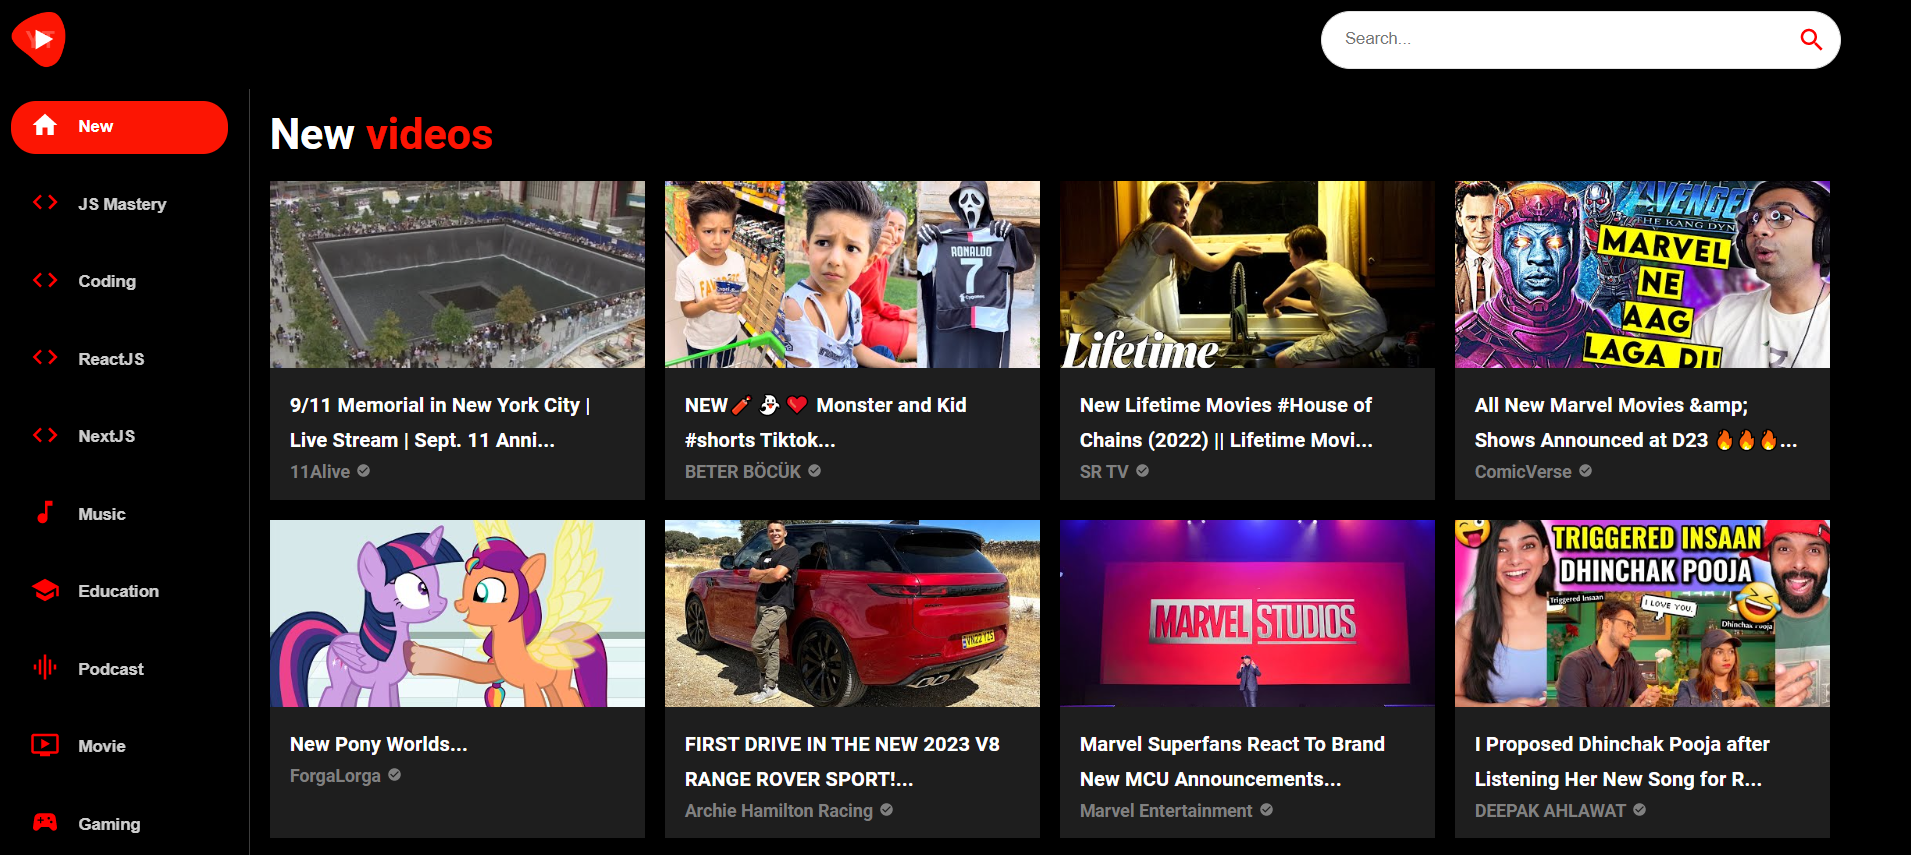 YT
Search...
New
JS Mastery
Coding
ReactJS
NextJS
Music
Education
Podcast
Movie
Gaming
New videos
RONALDO
7
Lifetime
AVENGE
THE KANG DYN
MARVEL
NE
AAG
LAGA DI!
9/11 Memorial in New York City |
Live Stream | Sept. 11 Anni...
11Alive
NEW🧨 👻 ❤️ Monster and Kid
#shorts Tiktok...
BETER BÖCÜK
New Lifetime Movies #House of
Chains (2022) || Lifetime Movi...
SR TV
All New Marvel Movies &amp;
Shows Announced at D23 🔥🔥🔥...
ComicVerse
MARVEL STUDIOS
TRIGGERED INSAAN
DHINCHAK POOJA
Triggered Insaan
I LOVE YOU.
Dhinchak Pooja
New Pony Worlds...
ForgaLorga
FIRST DRIVE IN THE NEW 2023 V8
RANGE ROVER SPORT!...
Archie Hamilton Racing
Marvel Superfans React To Brand
New MCU Announcements...
Marvel Entertainment
I Proposed Dhinchak Pooja after
Listening Her New Song for R...
DEEPAK AHLAWAT